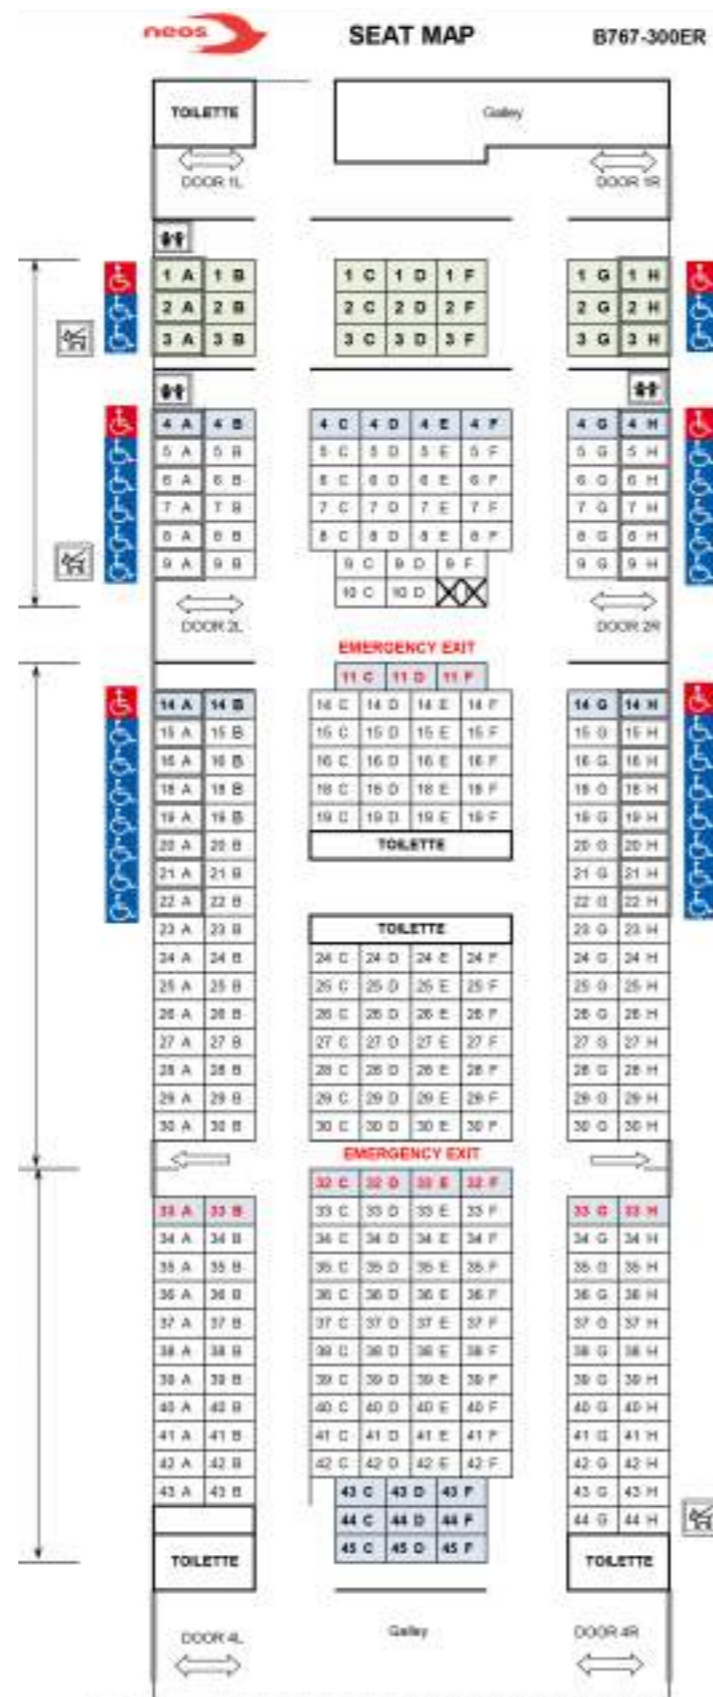 neos SEAT MAP B767-300ER
TOILETTE Galley
DOOR 1L DOOR 1R
1 A 1 B 1 C 1 D 1 F 1 G 1 H
2 A 2 B 2 C 2 D 2 F 2 G 2 H
3 A 3 B 3 C 3 D 3 F 3 G 3 H
4 A 4 B 4 C 4 D 4 E 4 F 4 G 4 H
5 A 5 B 5 C 5 D 5 E 5 F 5 G 5 H
6 A 6 B 6 C 6 D 6 E 6 F 6 G 6 H
7 A 7 B 7 C 7 D 7 E 7 F 7 G 7 H
8 A 8 B 8 C 8 D 8 E 8 F 8 G 8 H
9 A 9 B 9 C 9 D 9 F 9 G 9 H
10 C 10 D
DOOR 2L DOOR 2R
EMERGENCY EXIT
11 C 11 D 11 F
14 A 14 B 14 C 14 D 14 E 14 F 14 G 14 H
15 A 15 B 15 C 15 D 15 E 15 F 15 G 15 H
16 A 16 B 16 C 16 D 16 E 16 F 16 G 16 H
18 A 18 B 18 C 18 D 18 E 18 F 18 G 18 H
19 A 19 B 19 C 19 D 19 E 19 F 19 G 19 H
20 A 20 B TOILETTE 20 G 20 H
21 A 21 B 21 G 21 H
22 A 22 B 22 G 22 H
23 A 23 B TOILETTE 23 G 23 H
24 A 24 B 24 C 24 D 24 E 24 F 24 G 24 H
25 A 25 B 25 C 25 D 25 E 25 F 25 G 25 H
26 A 26 B 26 C 26 D 26 E 26 F 26 G 26 H
27 A 27 B 27 C 27 D 27 E 27 F 27 G 27 H
28 A 28 B 28 C 28 D 28 E 28 F 28 G 28 H
29 A 29 B 29 C 29 D 29 E 29 F 29 G 29 H
30 A 30 B 30 C 30 D 30 E 30 F 30 G 30 H
EMERGENCY EXIT
32 C 32 D 32 E 32 F
33 A 33 B 33 C 33 D 33 E 33 F 33 G 33 H
34 A 34 B 34 C 34 D 34 E 34 F 34 G 34 H
35 A 35 B 35 C 35 D 35 E 35 F 35 G 35 H
36 A 36 B 36 C 36 D 36 E 36 F 36 G 36 H
37 A 37 B 37 C 37 D 37 E 37 F 37 G 37 H
38 A 38 B 38 C 38 D 38 E 38 F 38 G 38 H
39 A 39 B 39 C 39 D 39 E 39 F 39 G 39 H
40 A 40 B 40 C 40 D 40 E 40 F 40 G 40 H
41 A 41 B 41 C 41 D 41 E 41 F 41 G 41 H
42 A 42 B 42 C 42 D 42 E 42 F 42 G 42 H
43 A 43 B 43 C 43 D 43 F 43 G 43 H
44 C 44 D 44 F 44 G 44 H
TOILETTE 45 C 45 D 45 F TOILETTE
DOOR 4L Galley DOOR 4R